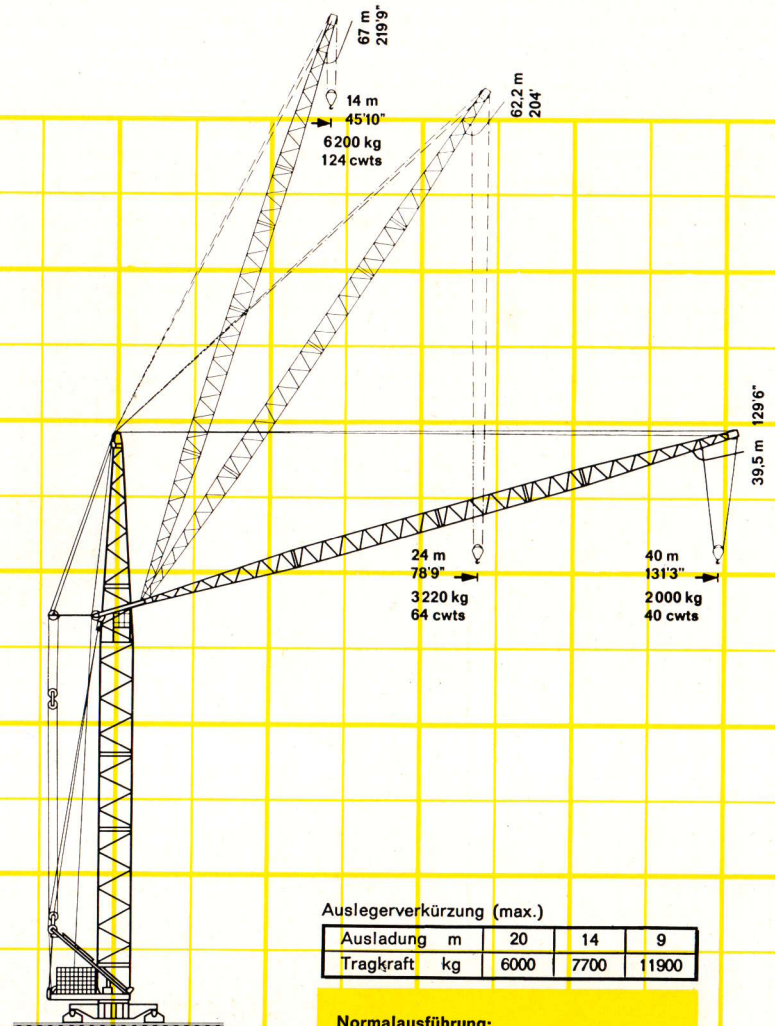 67 m
219'9"
14 m
45'10"
6200 kg
124 cwts
62,2 m
204'
39,5 m 129'6"
24 m
78'9"
3220 kg
64 cwts
40 m
131'3"
2000 kg
40 cwts
Auslegerverkürzung (max.)
Ausladung m 20 14 9
Tragkraft kg 6000 7700 11900
Normalausführung: